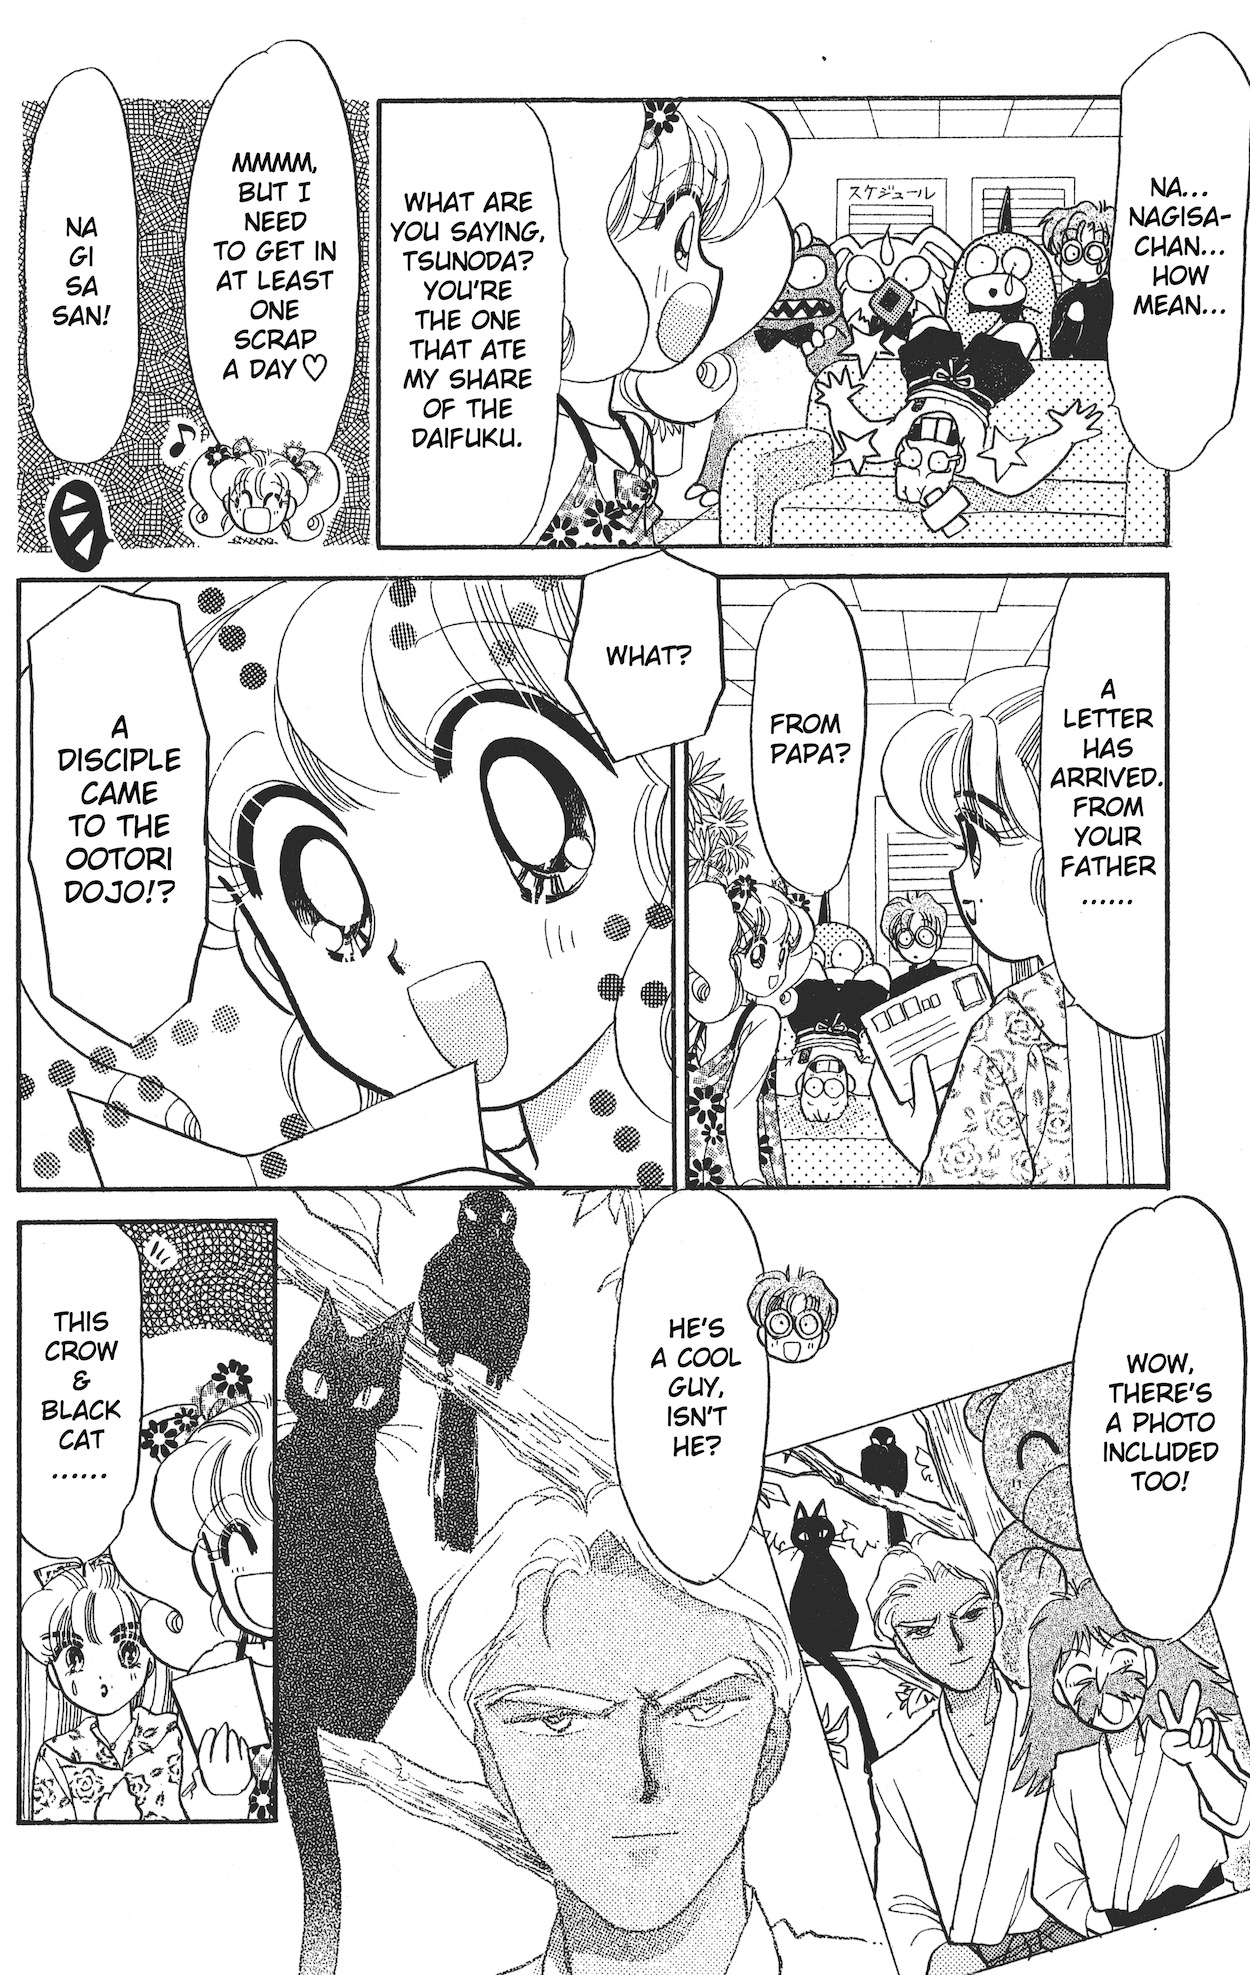 NA...
NAGISA-
CHAN...
HOW
MEAN...
スケジュール
WHAT ARE
YOU SAYING,
TSUNODA?
YOU'RE
THE ONE
THAT ATE
MY SHARE
OF THE
DAIFUKU.
MMMM,
BUT I
NEED
TO GET IN
AT LEAST
ONE
SCRAP
A DAY♡
NA
GI
SA
SAN!
A
LETTER
HAS
ARRIVED.
FROM
YOUR
FATHER
......
FROM
PAPA?
WHAT?
A
DISCIPLE
CAME
TO THE
OOTORI
DOJO!?
WOW,
THERE'S
A PHOTO
INCLUDED
TOO!
HE'S
A COOL
GUY,
ISN'T
HE?
THIS
CROW
&
BLACK
CAT
......